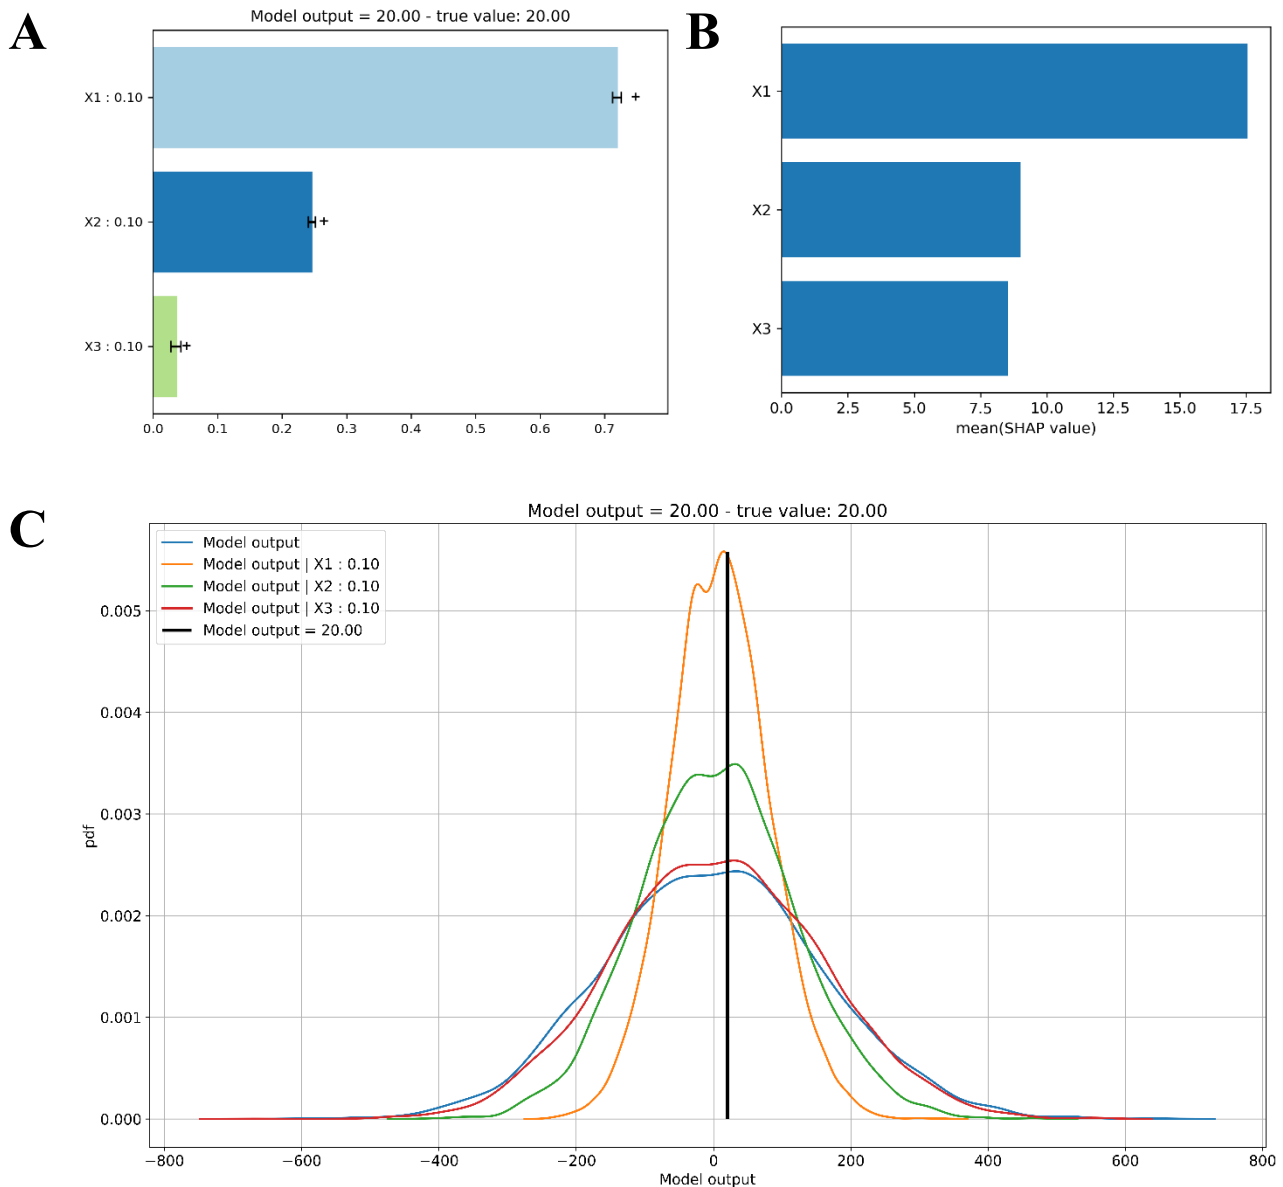 A
Model output = 20.00 - true value: 20.00
X1 : 0.10
X2 : 0.10
X3 : 0.10
0.0 0.1 0.2 0.3 0.4 0.5 0.6 0.7
B
X1
X2
X3
0.0 2.5 5.0 7.5 10.0 12.5 15.0 17.5
mean(SHAP value)
C
Model output = 20.00 - true value: 20.00
Model output
Model output | X1 : 0.10
Model output | X2 : 0.10
Model output | X3 : 0.10
Model output = 20.00
0.005
0.004
0.003
0.002
0.001
0.000
pdf
−800 −600 −400 −200 0 200 400 600 800
Model output